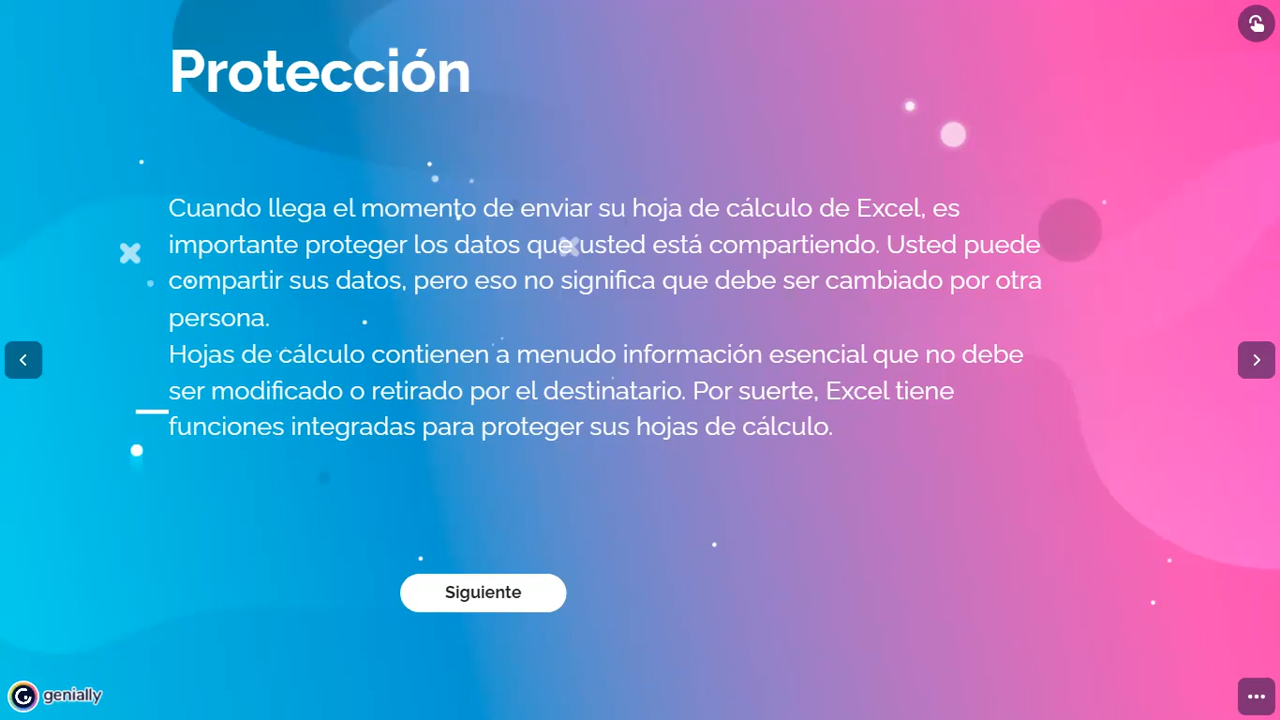 Protección
Cuando llega el momento de enviar su hoja de cálculo de Excel, es
importante proteger los datos que usted está compartiendo. Usted puede
compartir sus datos, pero eso no significa que debe ser cambiado por otra
persona.
Hojas de cálculo contienen a menudo información esencial que no debe
ser modificado o retirado por el destinatario. Por suerte, Excel tiene
funciones integradas para proteger sus hojas de cálculo.
Siguiente
genially